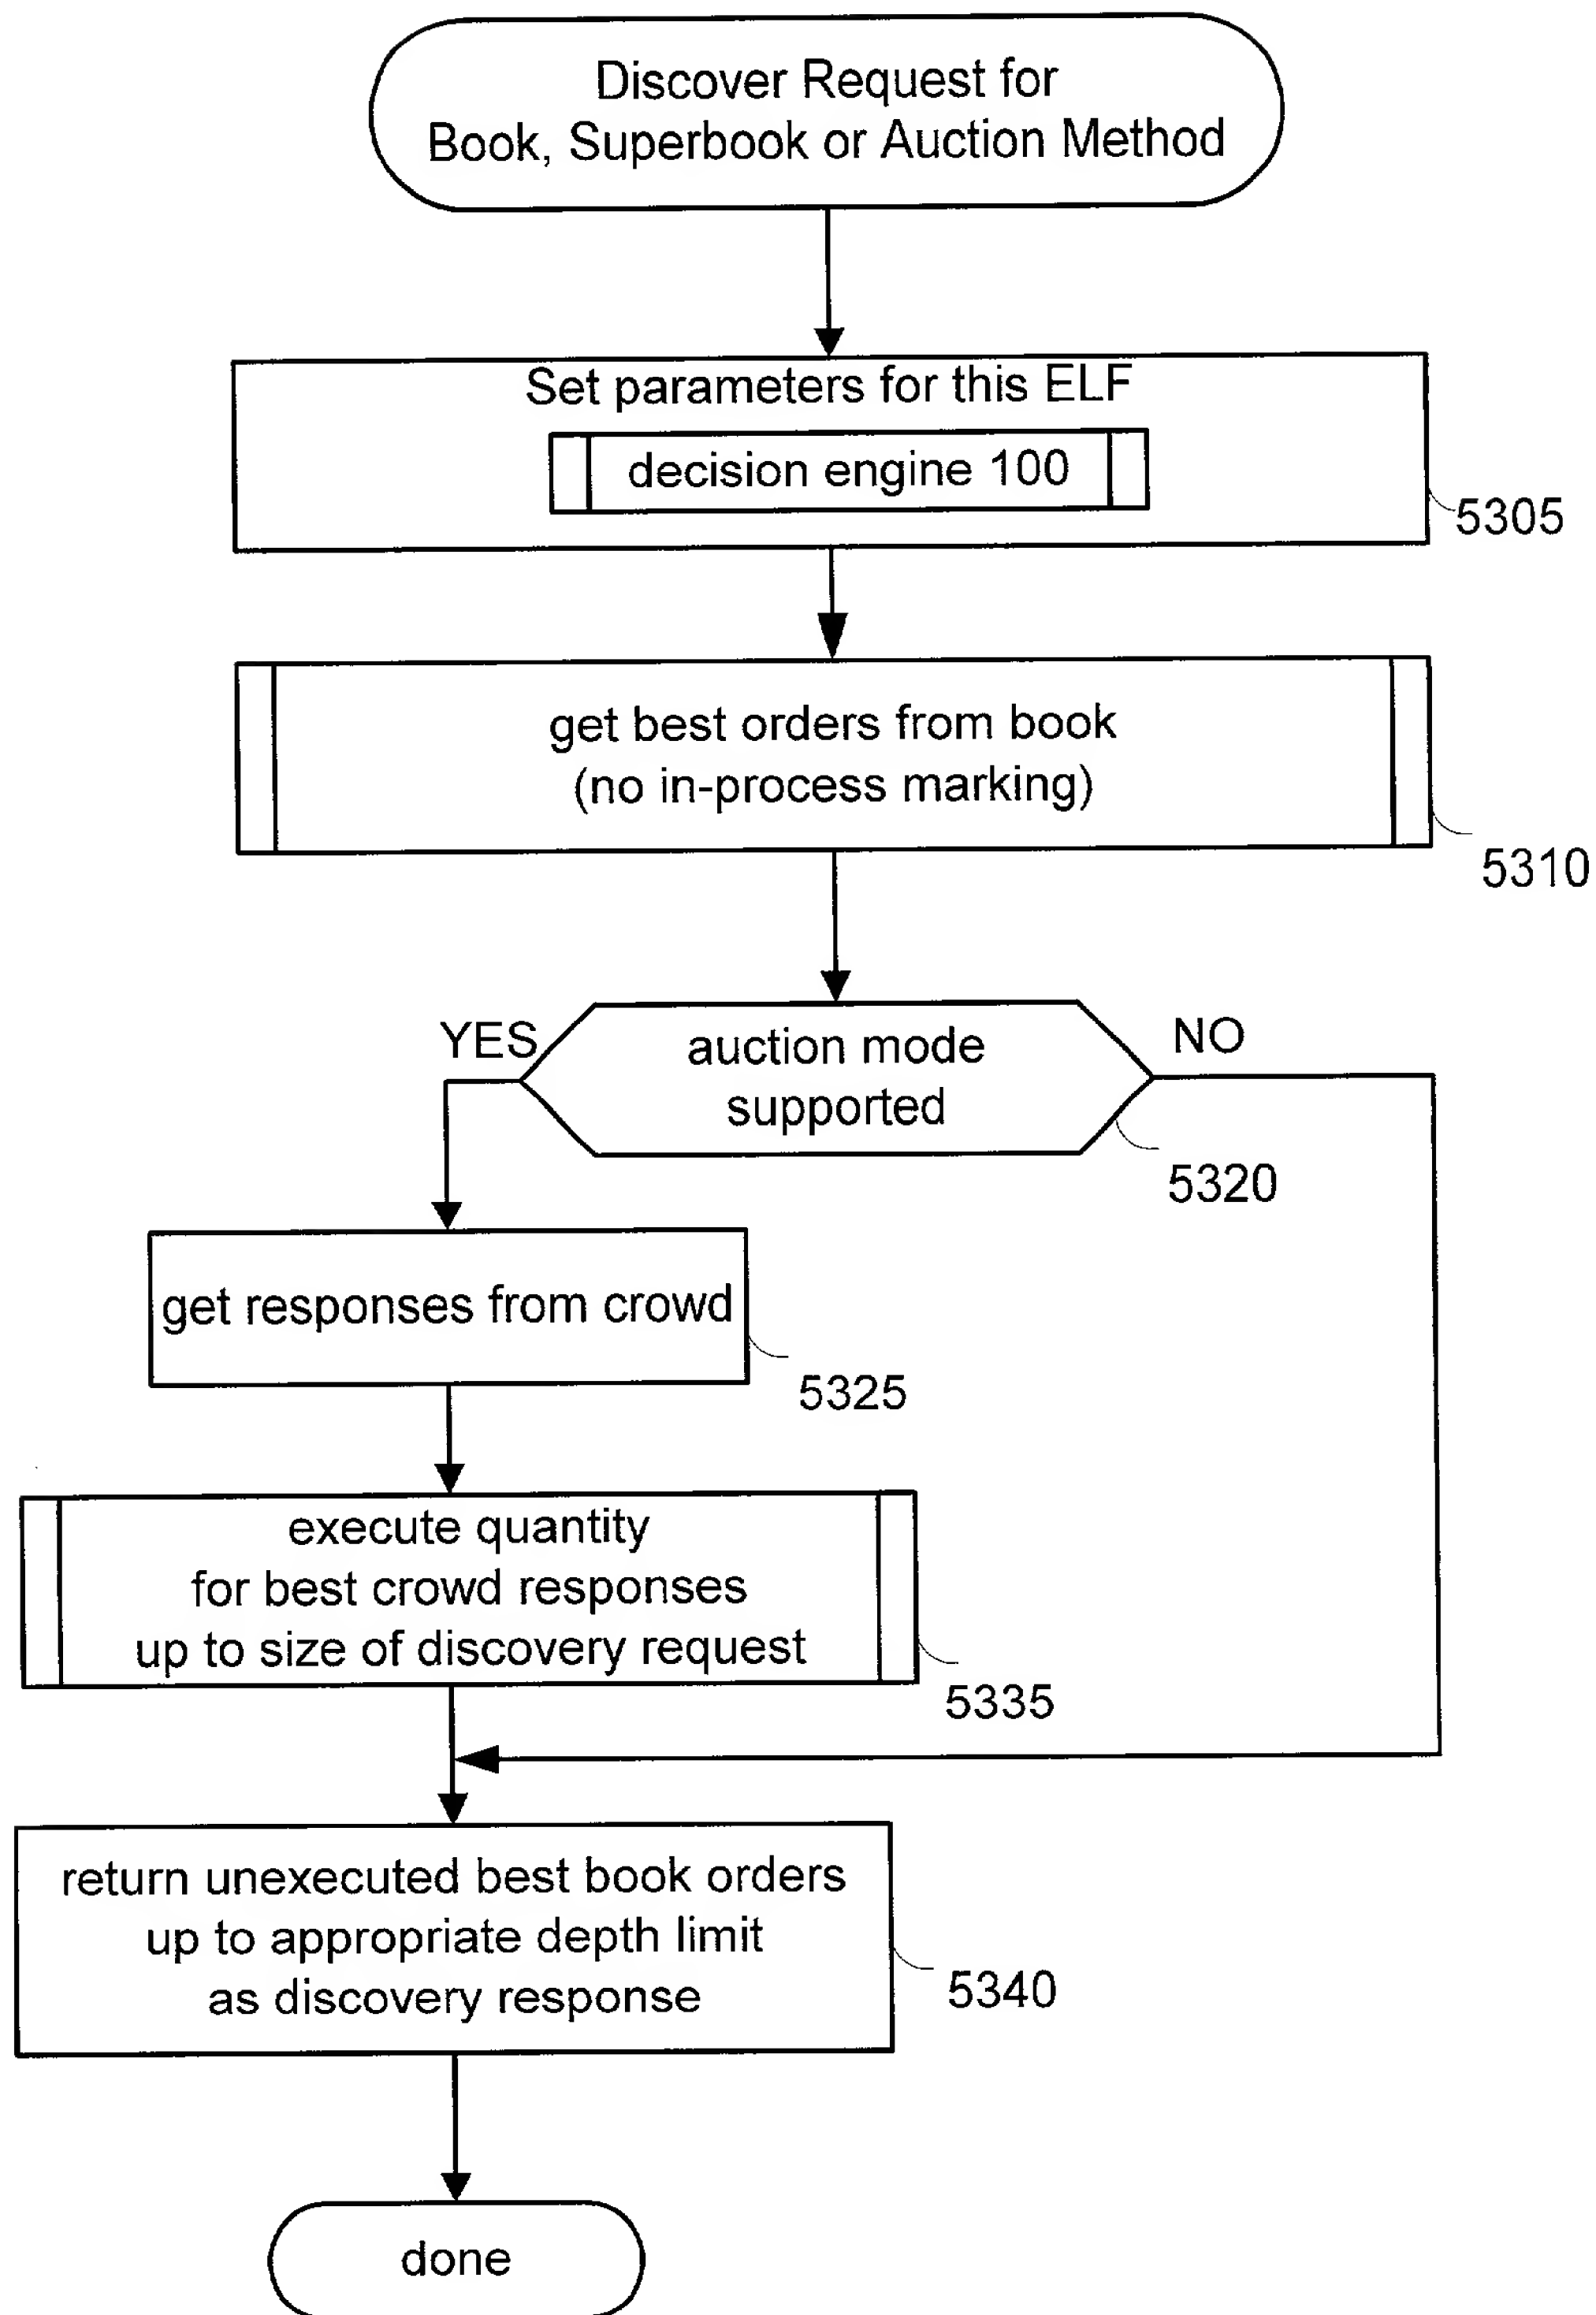 Discover Request for
Book, Superbook or Auction Method
Set parameters for this ELF
decision engine 100
5305
get best orders from book
(no in-process marking)
5310
YES
NO
auction mode
supported
5320
get responses from crowd
5325
execute quantity
for best crowd responses
up to size of discovery request
5335
return unexecuted best book orders
up to appropriate depth limit
as discovery response
5340
done